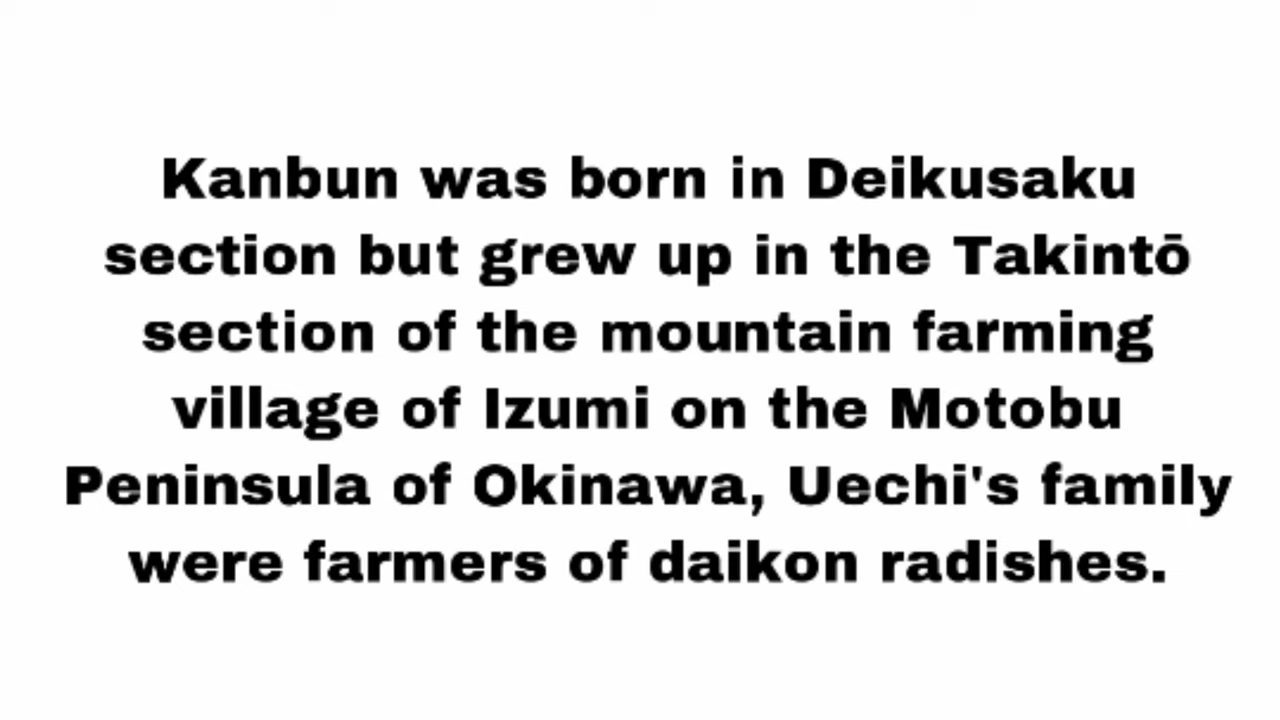 Kanbun was born in Deikusaku
section but grew up in the Takintō
section of the mountain farming
village of Izumi on the Motobu
Peninsula of Okinawa, Uechi's family
were farmers of daikon radishes.